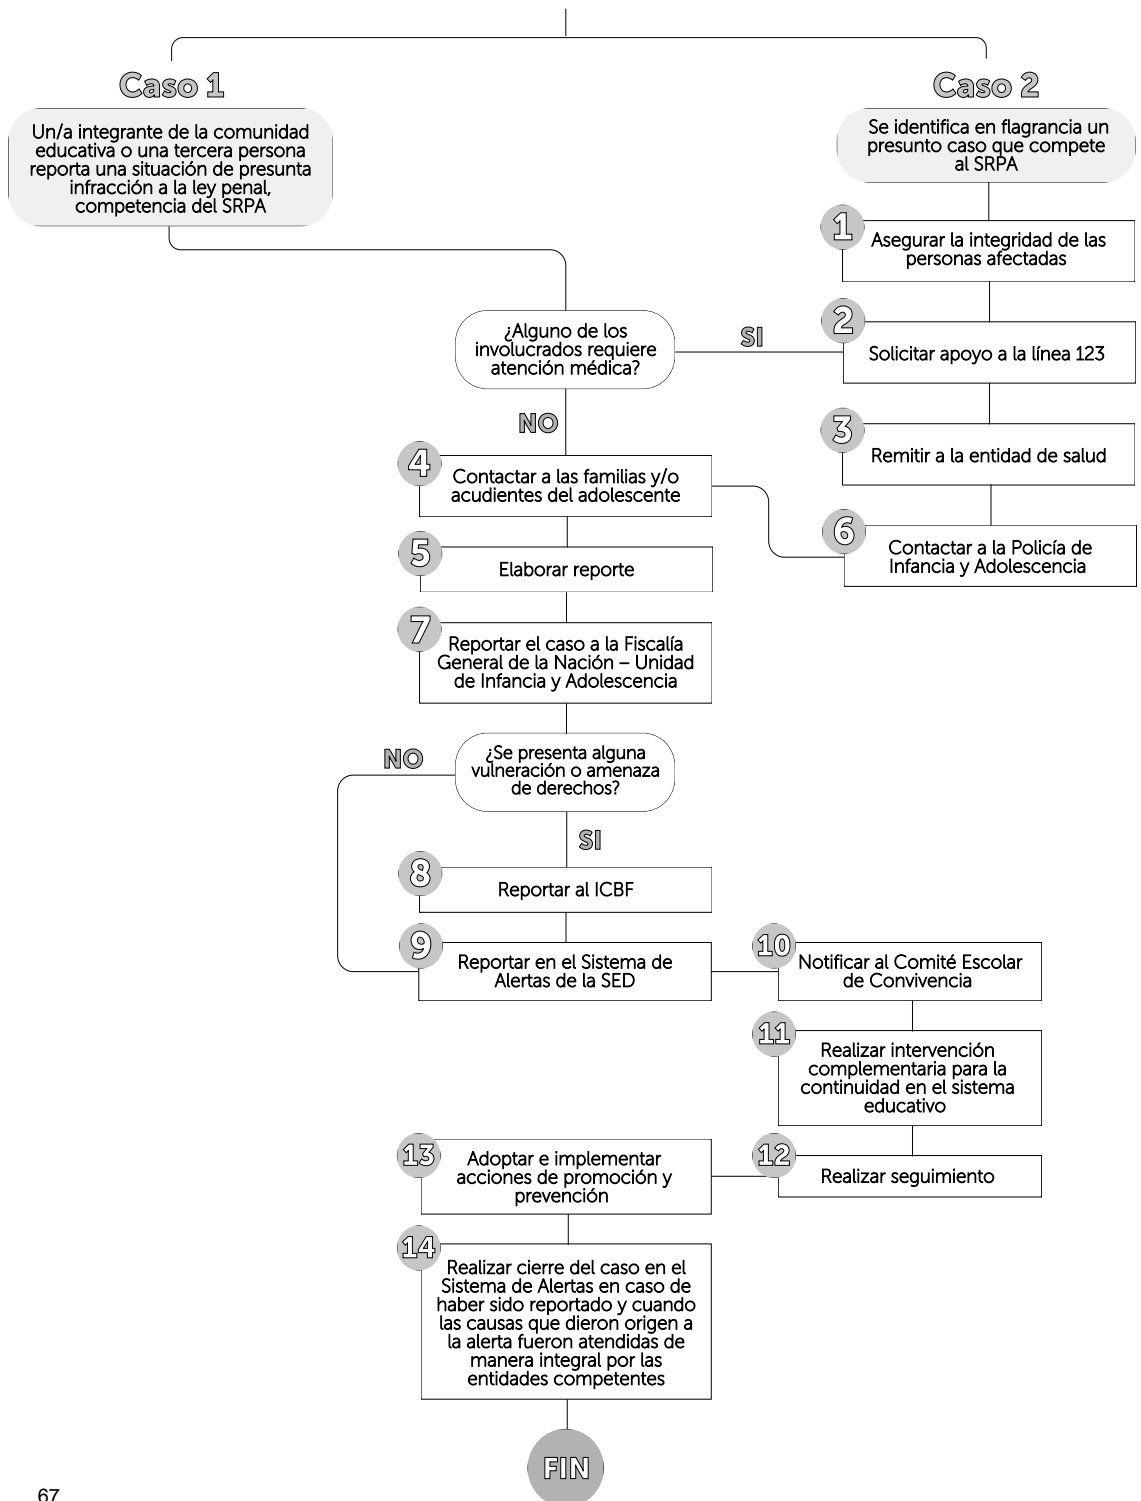 Caso 1
Un/a integrante de la comunidad
educativa o una tercera persona
reporta una situación de presunta
infracción a la ley penal,
competencia del SRPA
Caso 2
Se identifica en flagrancia un
presunto caso que compete
al SRPA
1
Asegurar la integridad de las
personas afectadas
¿Alguno de los
involucrados requiere
atención médica?
SI
2
Solicitar apoyo a la línea 123
NO
3
Remitir a la entidad de salud
4
Contactar a las familias y/o
acudientes del adolescente
6
Contactar a la Policía de
Infancia y Adolescencia
5
Elaborar reporte
7
Reportar el caso a la Fiscalía
General de la Nación – Unidad
de Infancia y Adolescencia
¿Se presenta alguna
vulneración o amenaza
de derechos?
NO
SI
8
Reportar al ICBF
9
Reportar en el Sistema de
Alertas de la SED
10
Notificar al Comité Escolar
de Convivencia
11
Realizar intervención
complementaria para la
continuidad en el sistema
educativo
12
Realizar seguimiento
13
Adoptar e implementar
acciones de promoción y
prevención
14
Realizar cierre del caso en el
Sistema de Alertas en caso de
haber sido reportado y cuando
las causas que dieron origen a
la alerta fueron atendidas de
manera integral por las
entidades competentes
FIN
67